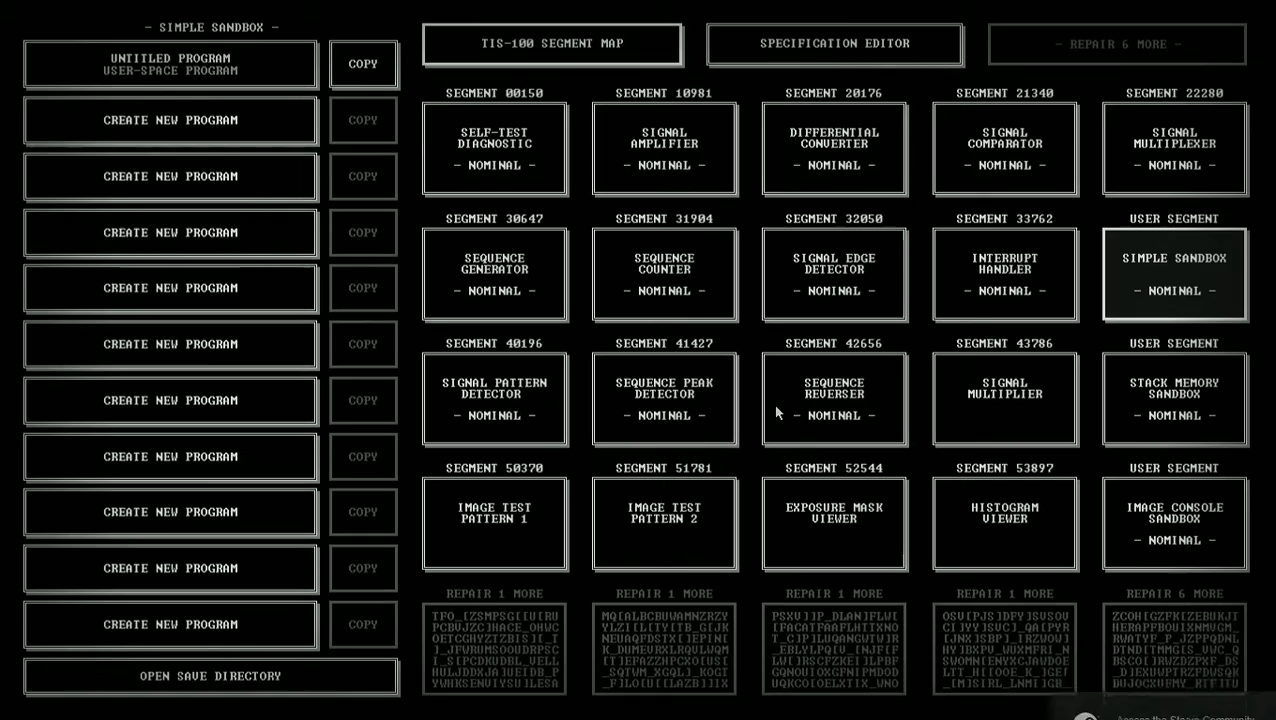 - SIMPLE SANDBOX -
UNTITLED PROGRAM
USER-SPACE PROGRAM
COPY
CREATE NEW PROGRAM
COPY
CREATE NEW PROGRAM
COPY
CREATE NEW PROGRAM
COPY
CREATE NEW PROGRAM
COPY
CREATE NEW PROGRAM
COPY
CREATE NEW PROGRAM
COPY
CREATE NEW PROGRAM
COPY
CREATE NEW PROGRAM
COPY
CREATE NEW PROGRAM
COPY
CREATE NEW PROGRAM
COPY
OPEN SAVE DIRECTORY
TIS-100 SEGMENT MAP
SPECIFICATION EDITOR
- REPAIR 6 MORE -
SEGMENT 00150
SELF-TEST
DIAGNOSTIC
- NOMINAL -
SEGMENT 10981
SIGNAL
AMPLIFIER
- NOMINAL -
SEGMENT 20176
DIFFERENTIAL
CONVERTER
- NOMINAL -
SEGMENT 21340
SIGNAL
COMPARATOR
- NOMINAL -
SEGMENT 22280
SIGNAL
MULTIPLEXER
- NOMINAL -
SEGMENT 30647
SEQUENCE
GENERATOR
- NOMINAL -
SEGMENT 31904
SEQUENCE
COUNTER
- NOMINAL -
SEGMENT 32050
SIGNAL EDGE
DETECTOR
- NOMINAL -
SEGMENT 33762
INTERRUPT
HANDLER
- NOMINAL -
USER SEGMENT
SIMPLE SANDBOX
- NOMINAL -
SEGMENT 40196
SIGNAL PATTERN
DETECTOR
- NOMINAL -
SEGMENT 41427
SEQUENCE PEAK
DETECTOR
- NOMINAL -
SEGMENT 42656
SEQUENCE
REVERSER
- NOMINAL -
SEGMENT 43786
SIGNAL
MULTIPLIER
USER SEGMENT
STACK MEMORY
SANDBOX
- NOMINAL -
SEGMENT 50370
IMAGE TEST
PATTERN 1
SEGMENT 51781
IMAGE TEST
PATTERN 2
SEGMENT 52544
EXPOSURE MASK
VIEWER
SEGMENT 53897
HISTOGRAM
VIEWER
USER SEGMENT
IMAGE CONSOLE
SANDBOX
- NOMINAL -
REPAIR 1 MORE
REPAIR 1 MORE
REPAIR 1 MORE
REPAIR 1 MORE
REPAIR 6 MORE